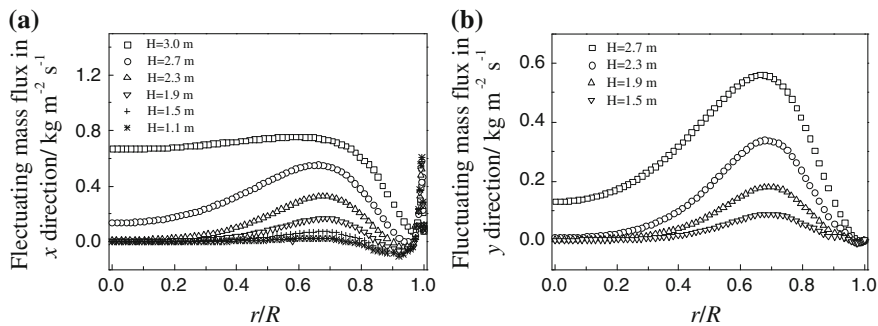 (a)
Flectuating mass flux in
x direction/ kg m⁻² s⁻¹
1.2
0.8
0.4
0.0
H=3.0 m
H=2.7 m
H=2.3 m
H=1.9 m
H=1.5 m
H=1.1 m
0.0 0.2 0.4 0.6 0.8 1.0
r/R
(b)
Fluctuating mass flux in
y direction/ kg m⁻² s⁻¹
0.6
0.4
0.2
0.0
H=2.7 m
H=2.3 m
H=1.9 m
H=1.5 m
0.0 0.2 0.4 0.6 0.8 1.0
r/R